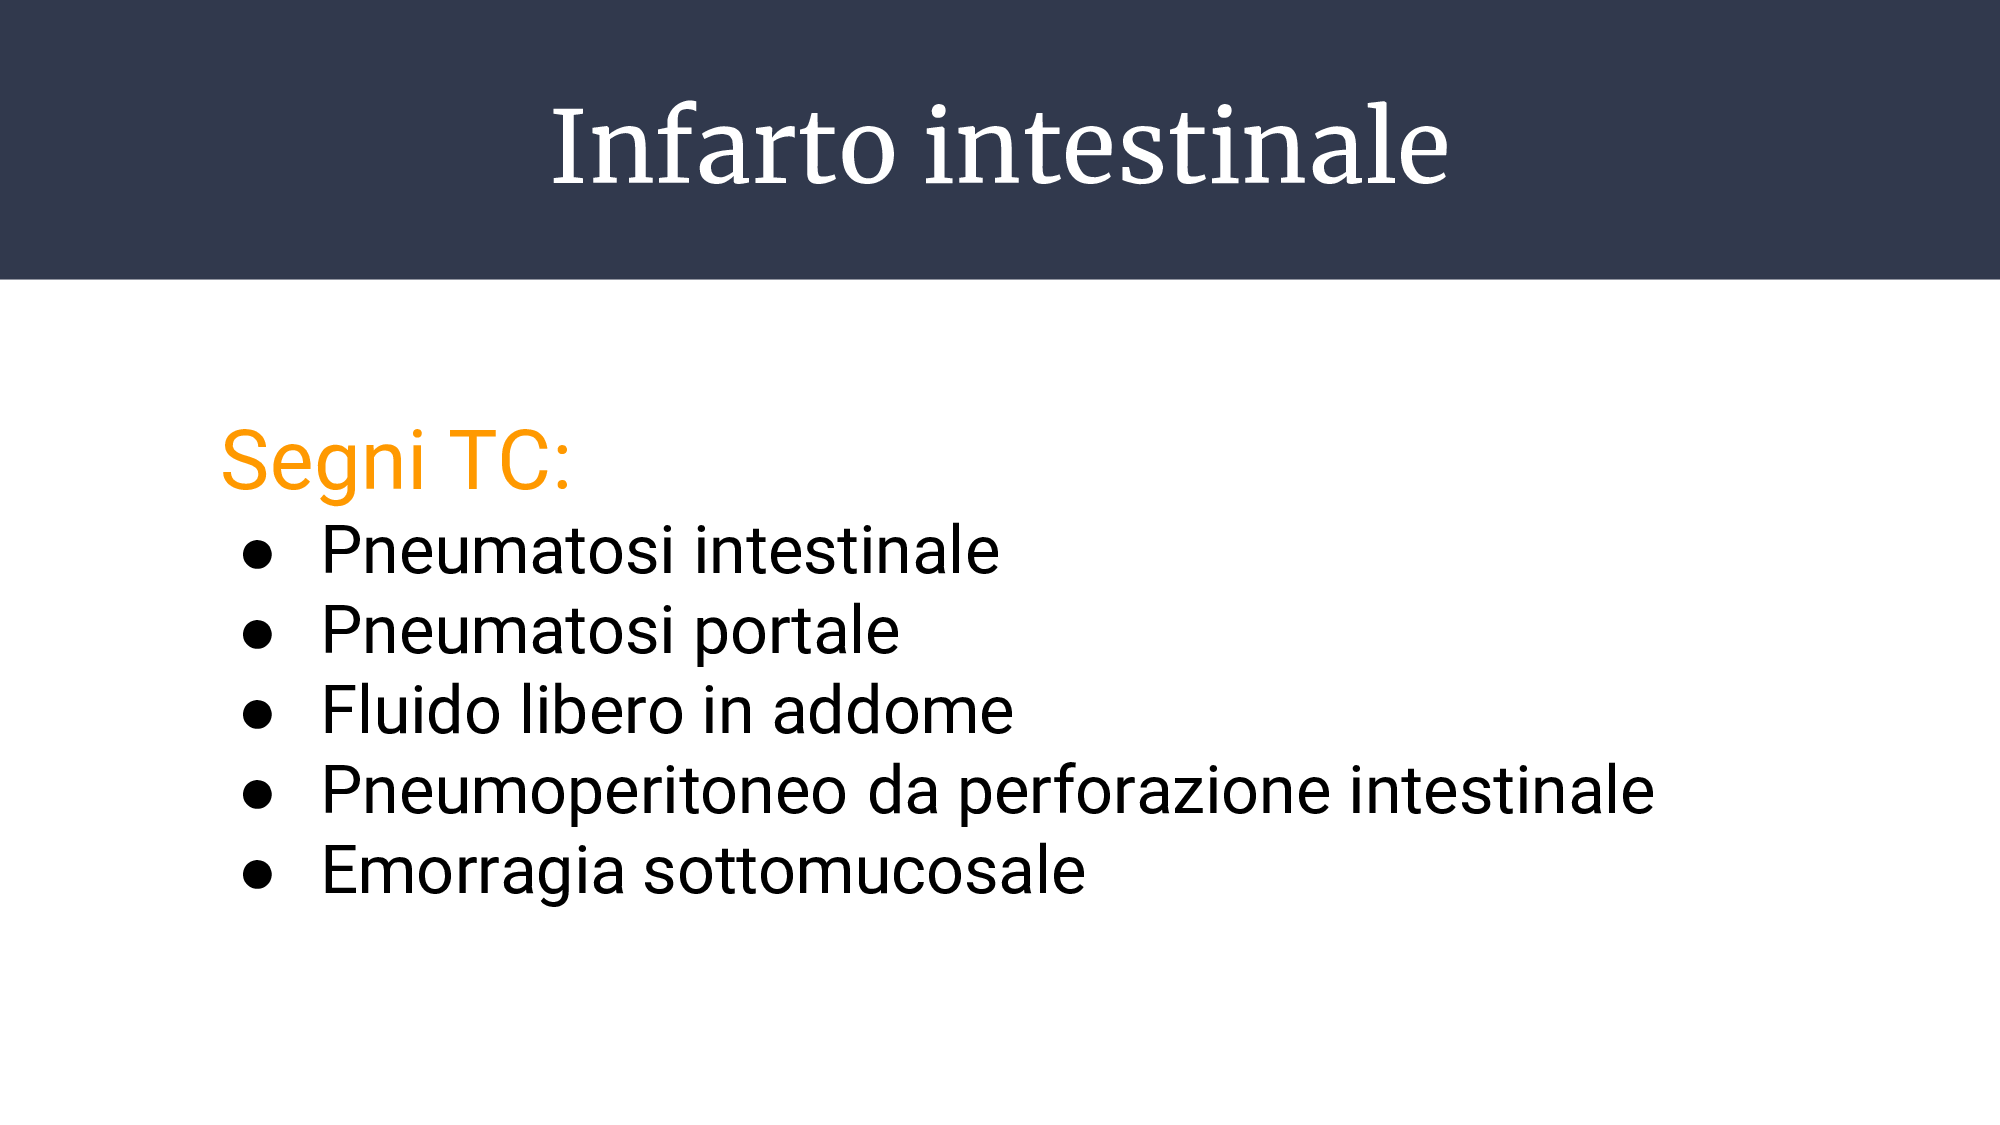 Infarto intestinale
Segni TC:
● Pneumatosi intestinale
● Pneumatosi portale
● Fluido libero in addome
● Pneumoperitoneo da perforazione intestinale
● Emorragia sottomucosale